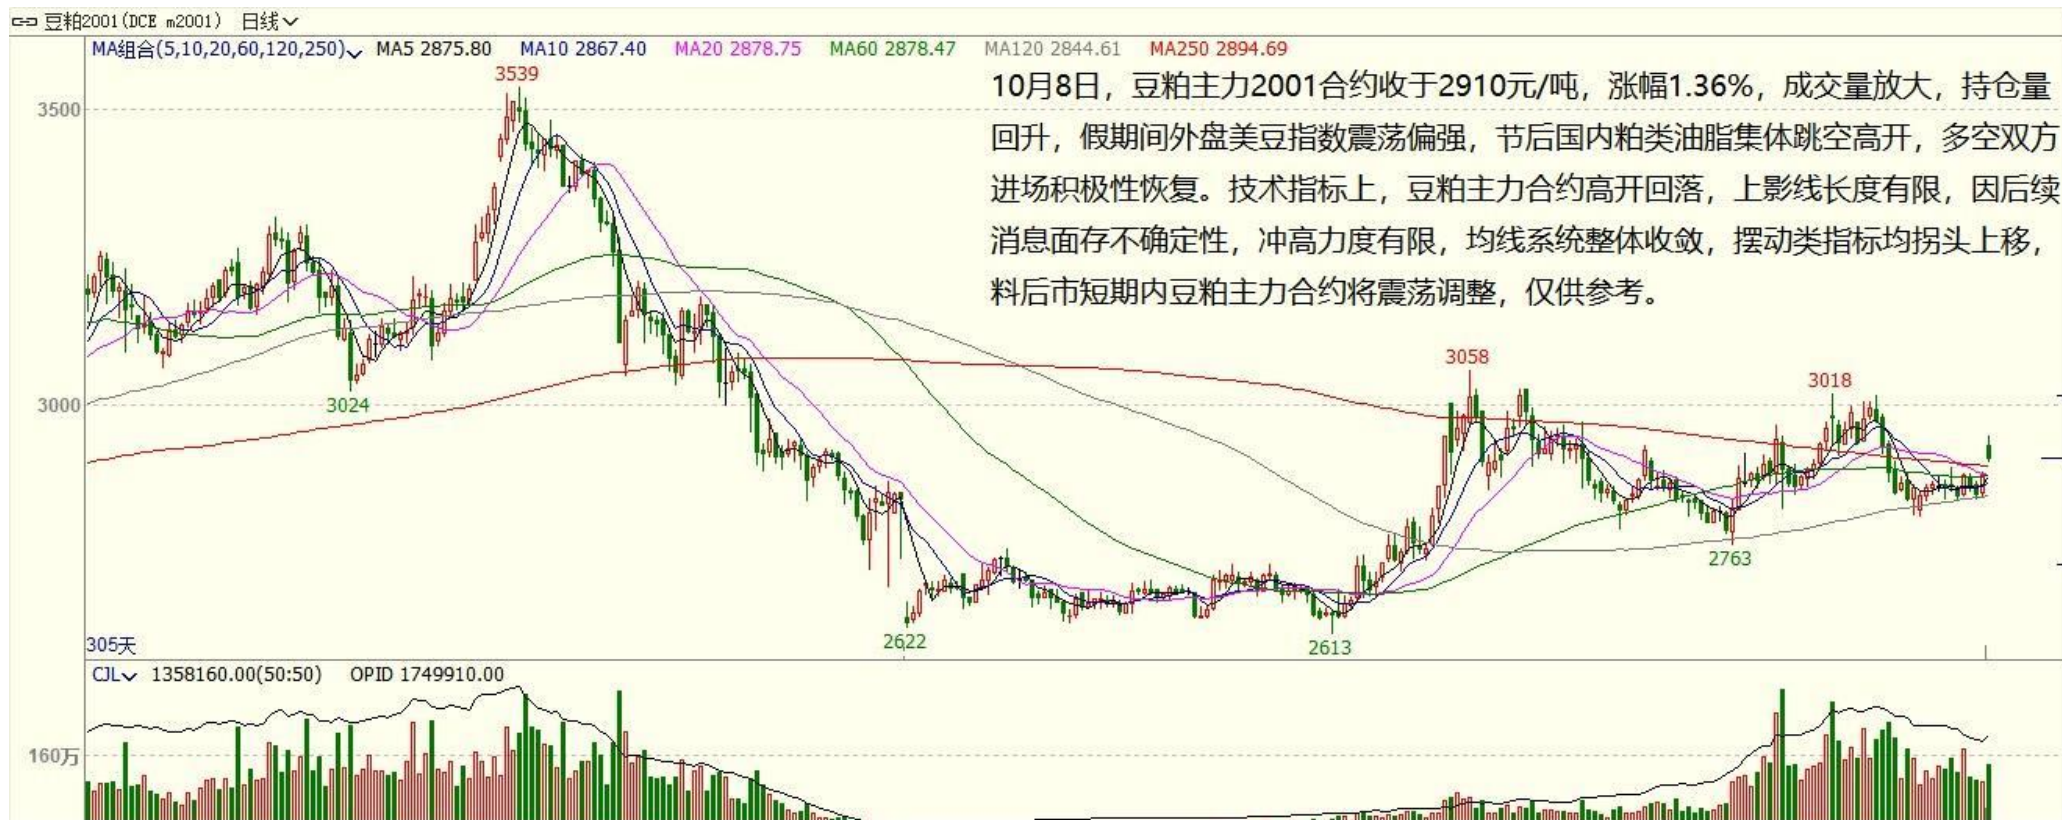 豆粕2001(DCE m2001) 日线
MA组合(5,10,20,60,120,250) MA5 2875.80 MA10 2867.40 MA20 2878.75 MA60 2878.47 MA120 2844.61 MA250 2894.69
3539
10月8日，豆粕主力2001合约收于2910元/吨，涨幅1.36%，成交量放大，持仓量
3500
回升，假期间外盘美豆指数震荡偏强，节后国内粕类油脂集体跳空高开，多空双方
进场积极性恢复。技术指标上，豆粕主力合约高开回落，上影线长度有限，因后续
消息面存不确定性，冲高力度有限，均线系统整体收敛，摆动类指标均拐头上移，
料后市短期内豆粕主力合约将震荡调整，仅供参考。
3058
3018
3000
3024
2763
2622
2613
305天
CJL 1358160.00(50:50) OPID 1749910.00
160万